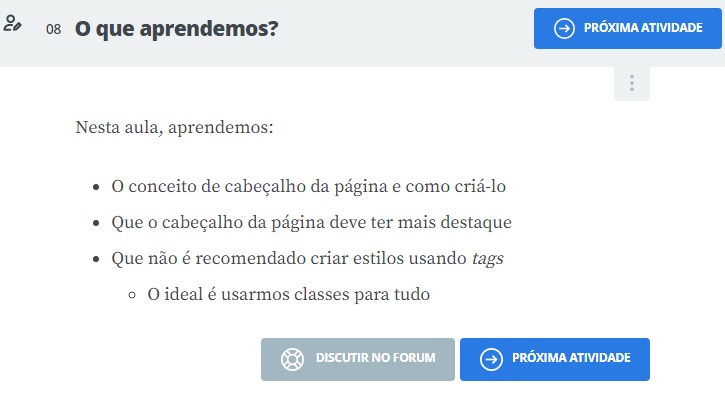 08 O que aprendemos? PRÓXIMA ATIVIDADE
Nesta aula, aprendemos:
• O conceito de cabeçalho da página e como criá-lo
• Que o cabeçalho da página deve ter mais destaque
• Que não é recomendado criar estilos usando tags
◦ O ideal é usarmos classes para tudo
DISCUTIR NO FORUM PRÓXIMA ATIVIDADE